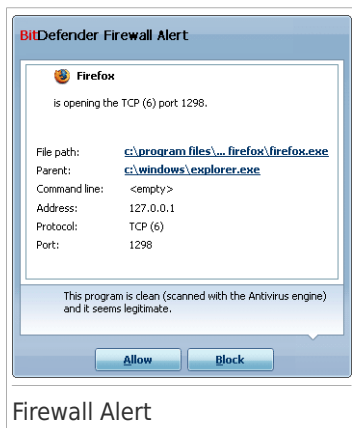 BitDefender Firewall Alert
Firefox
is opening the TCP (6) port 1298.
File path: c:\program files\... firefox\firefox.exe
Parent: c:\windows\explorer.exe
Command line: <empty>
Address: 127.0.0.1
Protocol: TCP (6)
Port: 1298
This program is clean (scanned with the Antivirus engine)
and it seems legitimate.
Allow Block
Firewall Alert